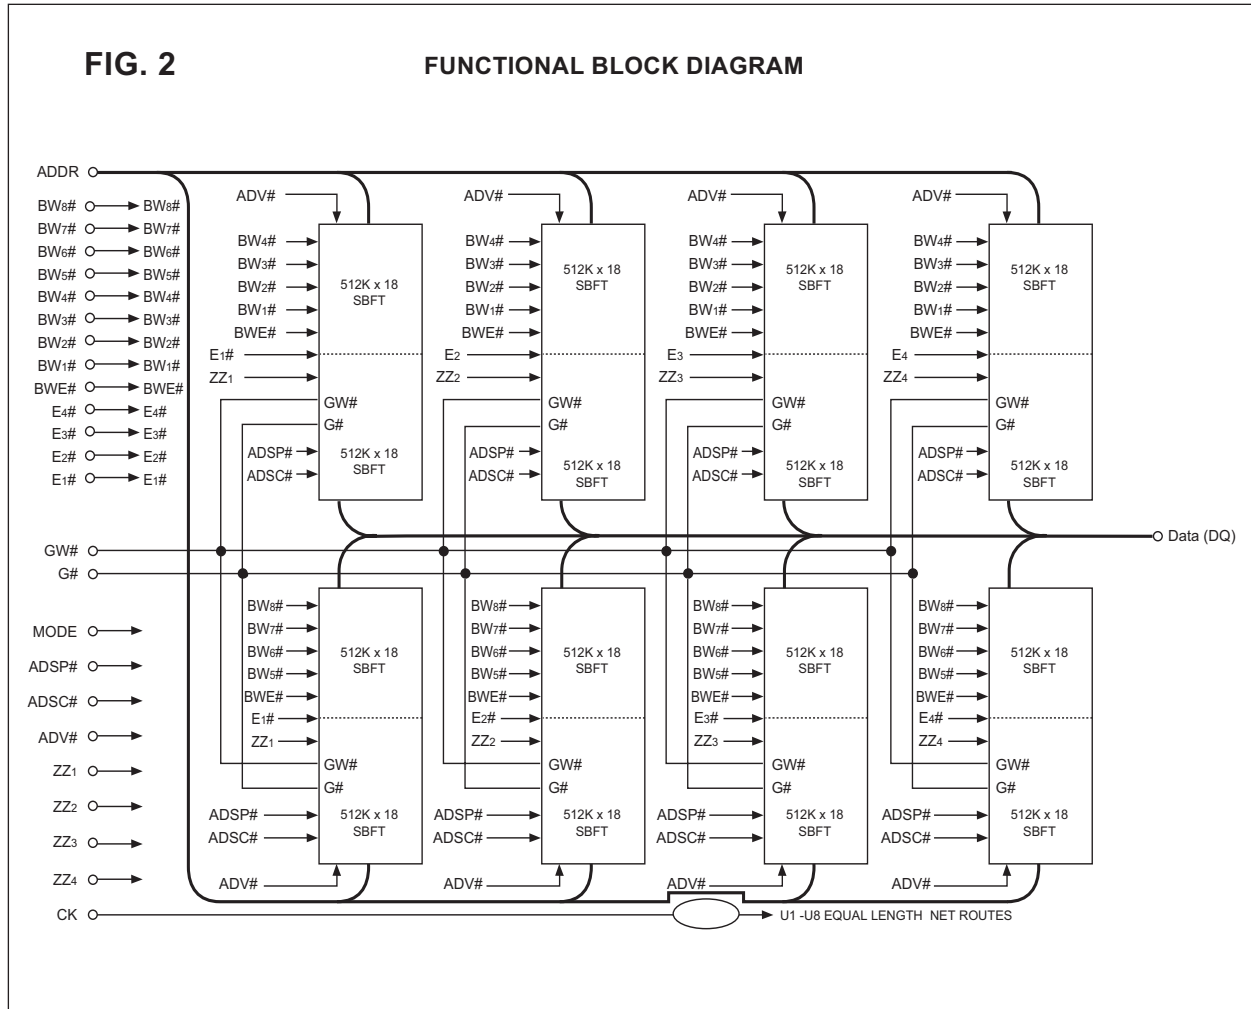 FIG. 2
FUNCTIONAL BLOCK DIAGRAM
ADDR
BW8# BW8#
BW7# BW7#
BW6# BW6#
BW5# BW5#
BW4# BW4#
BW3# BW3#
BW2# BW2#
BW1# BW1#
BWE# BWE#
E4# E4#
E3# E3#
E2# E2#
E1# E1#
GW#
G#
MODE
ADSP#
ADSC#
ADV#
ZZ1
ZZ2
ZZ3
ZZ4
CK
ADV#
BW4#
BW3#
BW2#
BW1#
BWE#
E1#
ZZ1
512K x 18
SBFT
GW#
G#
ADSP#
ADSC#
512K x 18
SBFT
ADV#
BW4#
BW3#
BW2#
BW1#
BWE#
E2
ZZ2
512K x 18
SBFT
GW#
G#
ADSP#
ADSC#
512K x 18
SBFT
ADV#
BW4#
BW3#
BW2#
BW1#
BWE#
E3
ZZ3
512K x 18
SBFT
GW#
G#
ADSP#
ADSC#
512K x 18
SBFT
ADV#
BW4#
BW3#
BW2#
BW1#
BWE#
E4
ZZ4
512K x 18
SBFT
GW#
G#
ADSP#
ADSC#
512K x 18
SBFT
Data (DQ)
BW8#
BW7#
BW6#
BW5#
BWE#
E1#
ZZ1
512K x 18
SBFT
GW#
G#
ADSP#
ADSC#
512K x 18
SBFT
ADV#
BW8#
BW7#
BW6#
BW5#
BWE#
E2#
ZZ2
512K x 18
SBFT
GW#
G#
ADSP#
ADSC#
512K x 18
SBFT
ADV#
BW8#
BW7#
BW6#
BW5#
BWE#
E3#
ZZ3
512K x 18
SBFT
GW#
G#
ADSP#
ADSC#
512K x 18
SBFT
ADV#
BW8#
BW7#
BW6#
BW5#
BWE#
E4#
ZZ4
512K x 18
SBFT
GW#
G#
ADSP#
ADSC#
512K x 18
SBFT
ADV#
U1 -U8 EQUAL LENGTH NET ROUTES